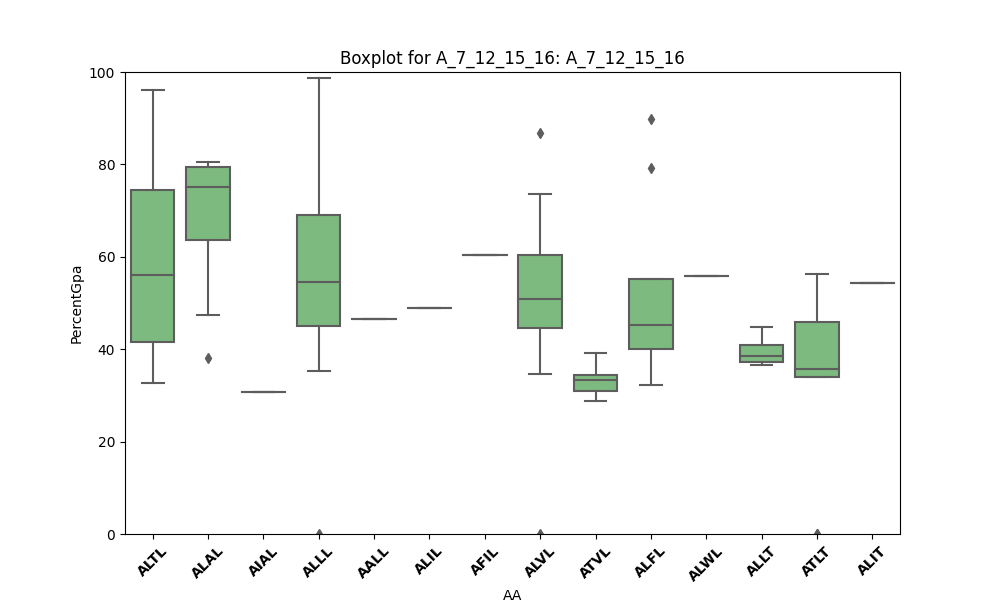 Boxplot for A_7_12_15_16: A_7_12_15_16
PercentGpa
100
80
60
40
20
0
ALTL ALAL AIAL ALLL AALL ALIL AFIL ALVL ATVL ALFL ALWL ALLT ATLT ALIT
AA